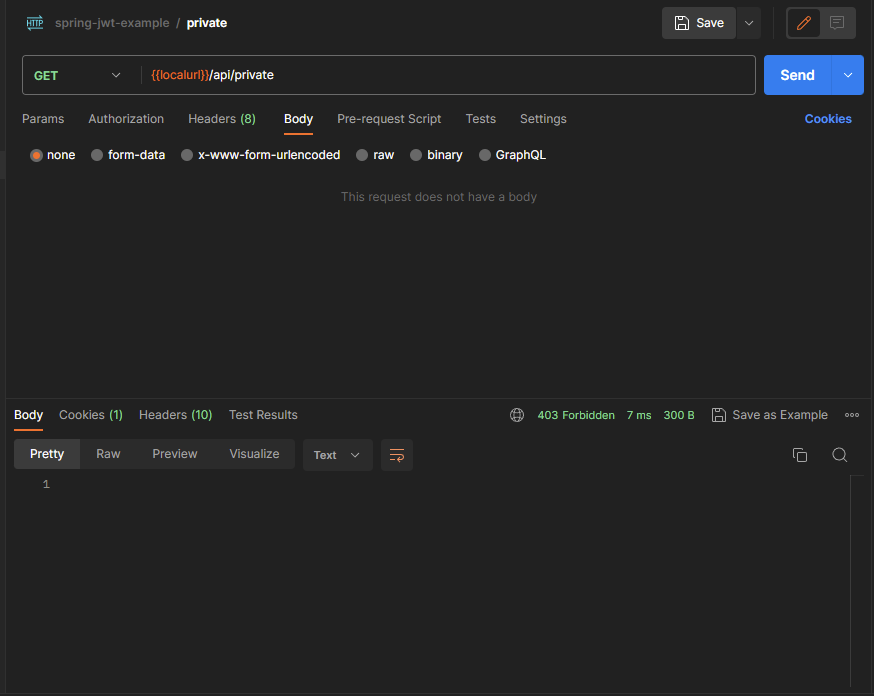 HTTP spring-jwt-example / private Save
GET {{localurl}}/api/private Send
Params Authorization Headers (8) Body Pre-request Script Tests Settings Cookies
none form-data x-www-form-urlencoded raw binary GraphQL
This request does not have a body
Body Cookies (1) Headers (10) Test Results 403 Forbidden 7 ms 300 B Save as Example
Pretty Raw Preview Visualize Text
1